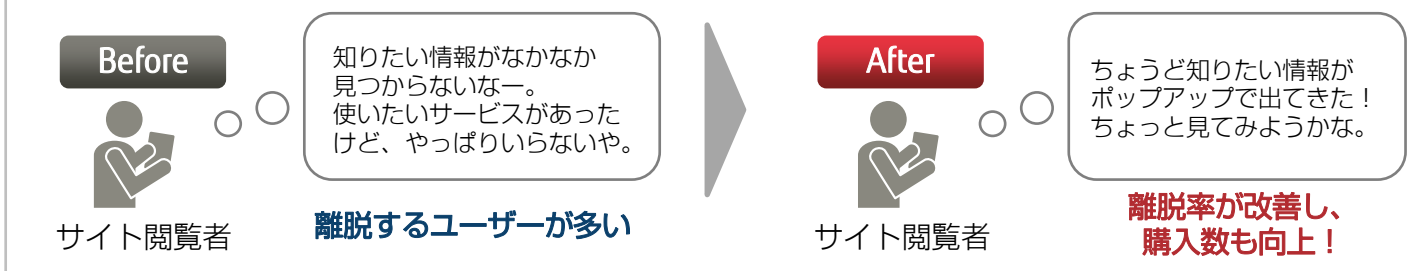 Before
知りたい情報がなかなか
見つからないなー。
使いたいサービスがあった
けど、やっぱりいらないや。
サイト閲覧者
離脱するユーザーが多い
After
ちょうど知りたい情報が
ポップアップで出てきた!
ちょっと見てみようかな。
サイト閲覧者
離脱率が改善し、
購入数も向上!